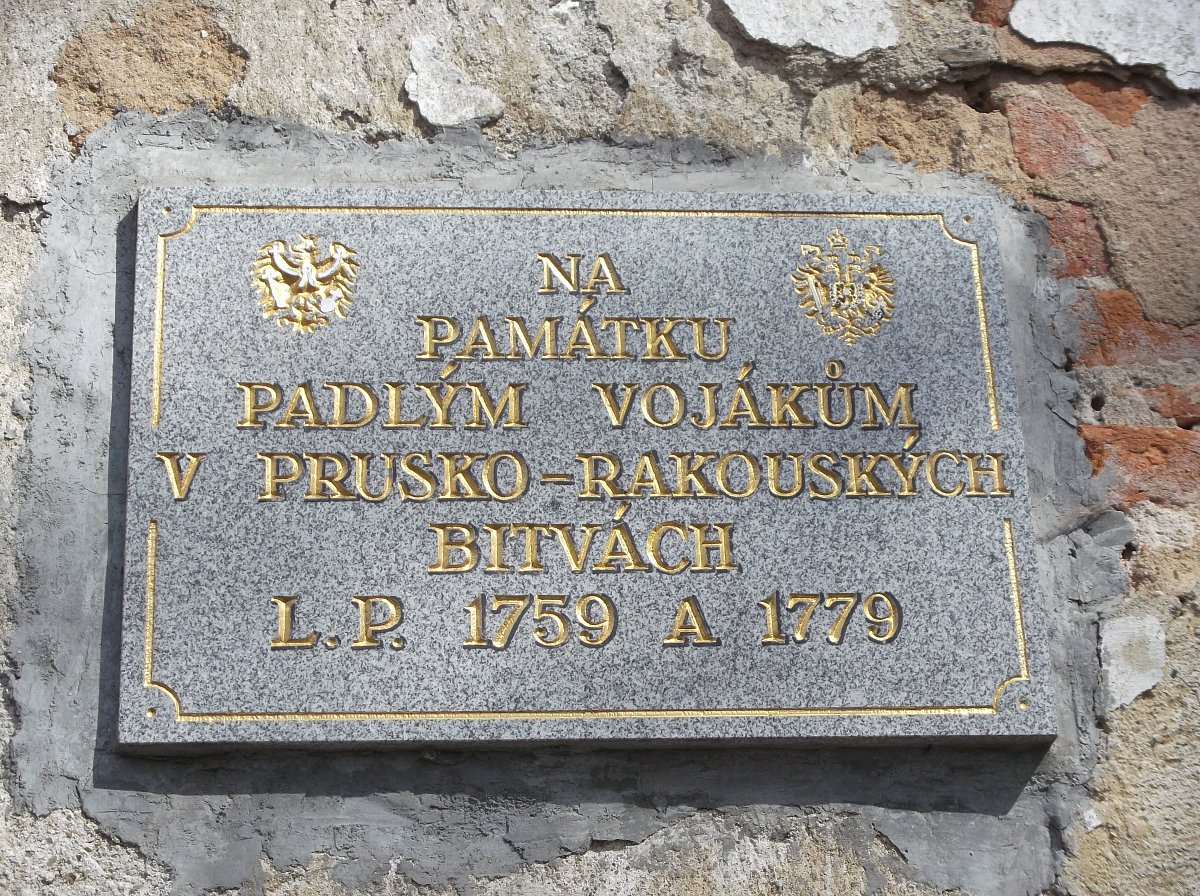 NA
PAMÁTKU
PADLÝM VOJÁKŮM
V PRUSKO-RAKOUSKÝCH
BITVÁCH
L.P. 1759 A 1779